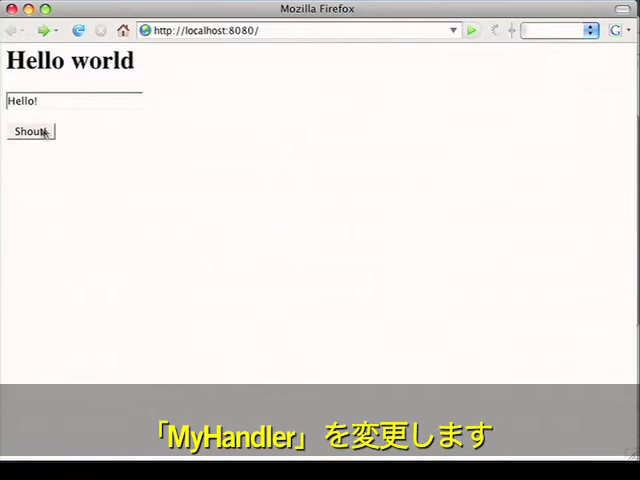 Mozilla Firefox
http://localhost:8080/
G
Hello world
Hello!
Shout
「MyHandler」を変更します